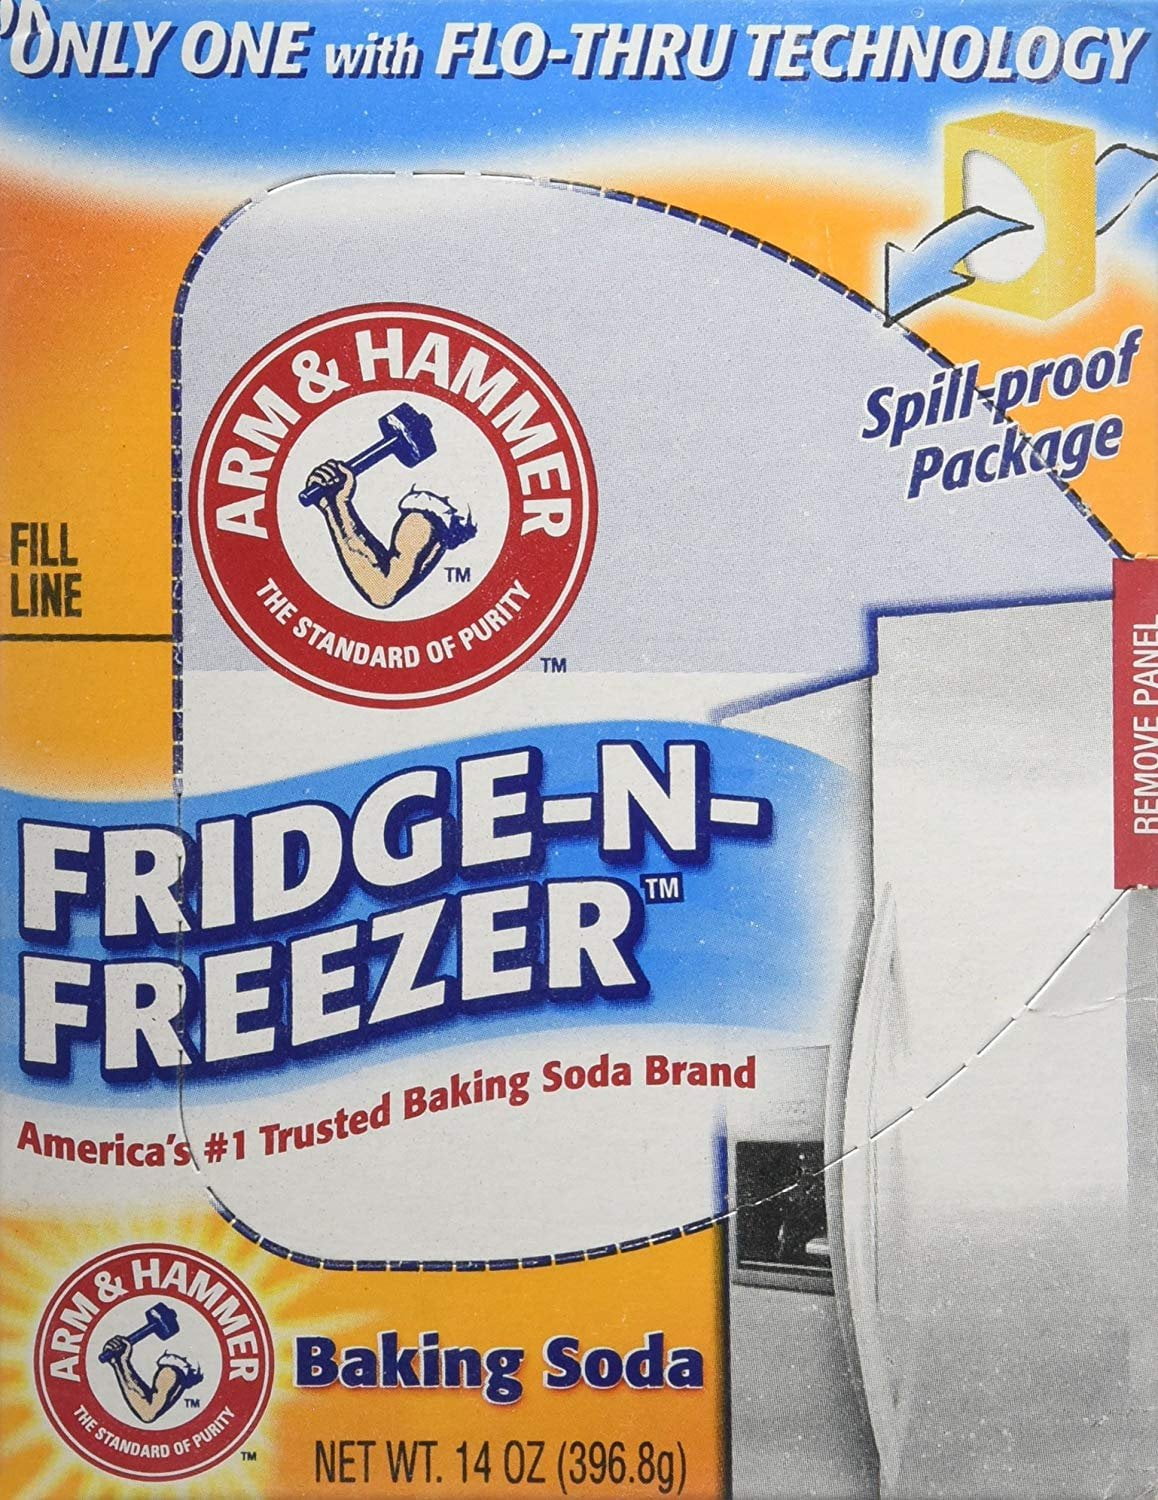 ONLY ONE with FLO-THRU TECHNOLOGY
Spill-proof
Package
ARM & HAMMER
THE STANDARD OF PURITY
TM
TM
FILL
LINE
REMOVE PANEL
FRIDGE-N-
FREEZER™
America's #1 Trusted Baking Soda Brand
ARM & HAMMER
THE STANDARD OF PURITY
TM
TM
Baking Soda
NET WT. 14 OZ (396.8g)